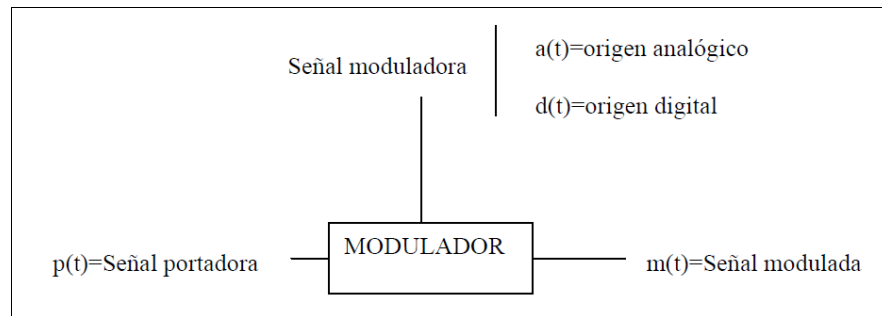 Señal moduladora
a(t)=origen analógico
d(t)=origen digital
p(t)=Señal portadora
MODULADOR
m(t)=Señal modulada